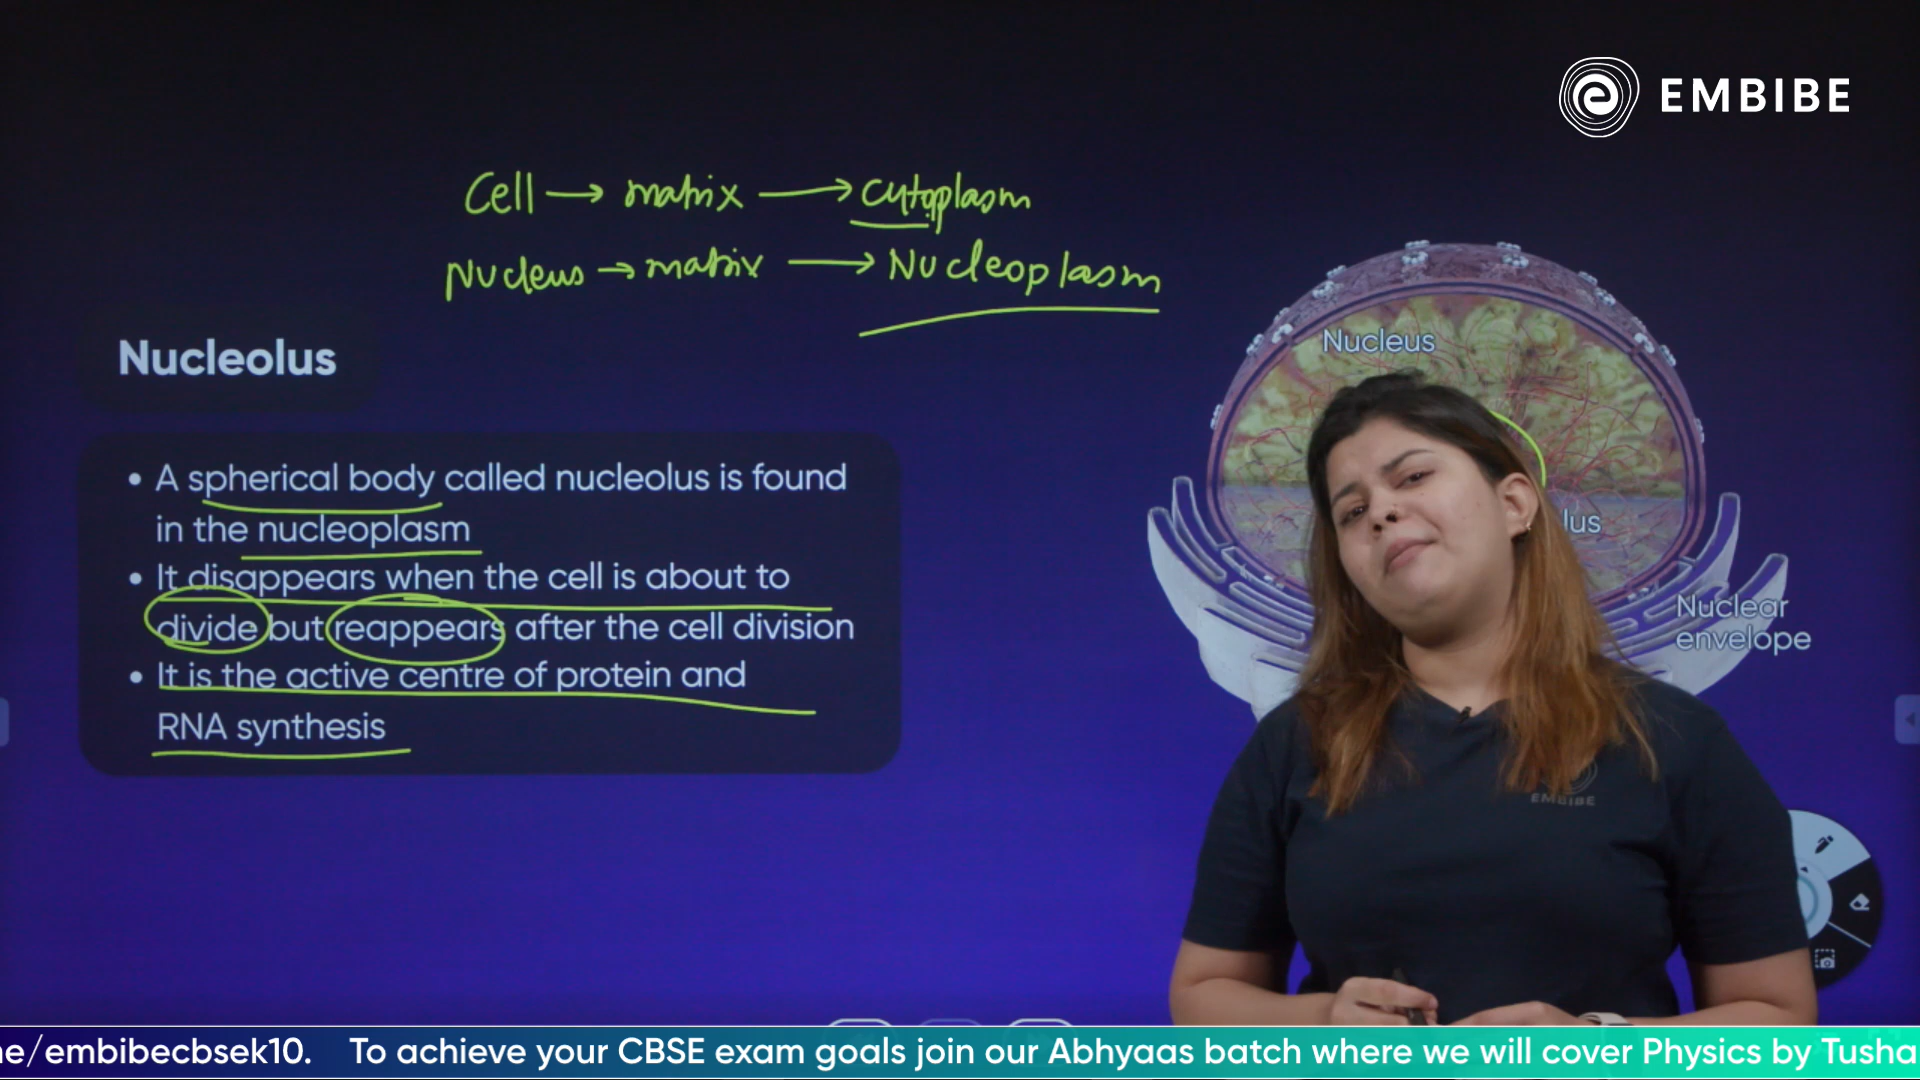 EMBIBE
Cell → matrix → Cytoplasm
Nucleus → matrix → Nucleoplasm
Nucleolus
Nucleus
• A spherical body called nucleolus is found
in the nucleoplasm
• It disappears when the cell is about to
divide but reappears after the cell division
• It is the active centre of protein and
RNA synthesis
lus
Nuclear
envelope
EMBIBE
e/embibecbsek10. To achieve your CBSE exam goals join our Abhyaas batch where we will cover Physics by Tusha